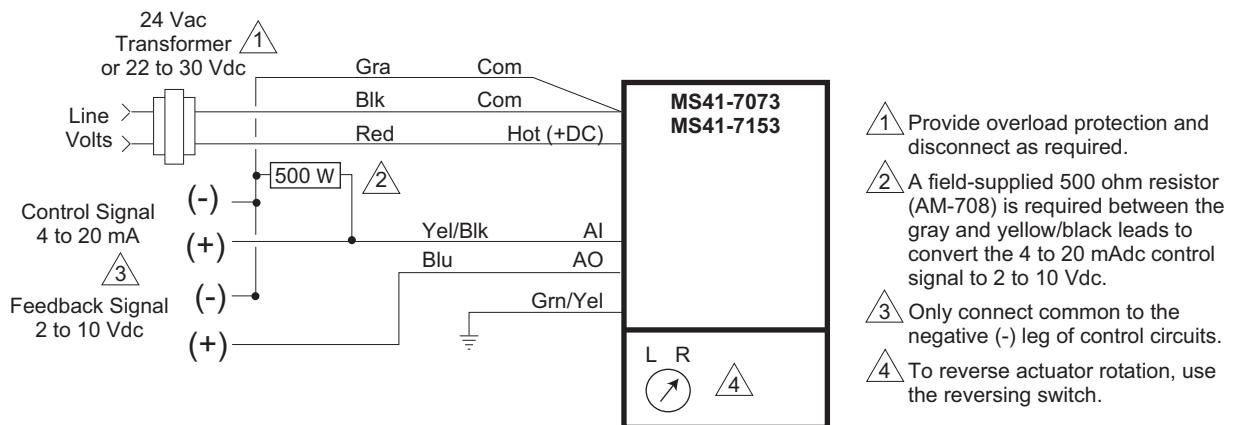 24 Vac
Transformer 1
or 22 to 30 Vdc
Line
Volts
Gra Com
Blk Com
Red Hot (+DC)
500 W 2
Control Signal
4 to 20 mA
(-)
(+)
Yel/Blk AI
Blu AO
3
Feedback Signal
2 to 10 Vdc
(-)
(+)
Grn/Yel
MS41-7073
MS41-7153
L R
4
1 Provide overload protection and
disconnect as required.
2 A field-supplied 500 ohm resistor
(AM-708) is required between the
gray and yellow/black leads to
convert the 4 to 20 mAdc control
signal to 2 to 10 Vdc.
3 Only connect common to the
negative (-) leg of control circuits.
4 To reverse actuator rotation, use
the reversing switch.